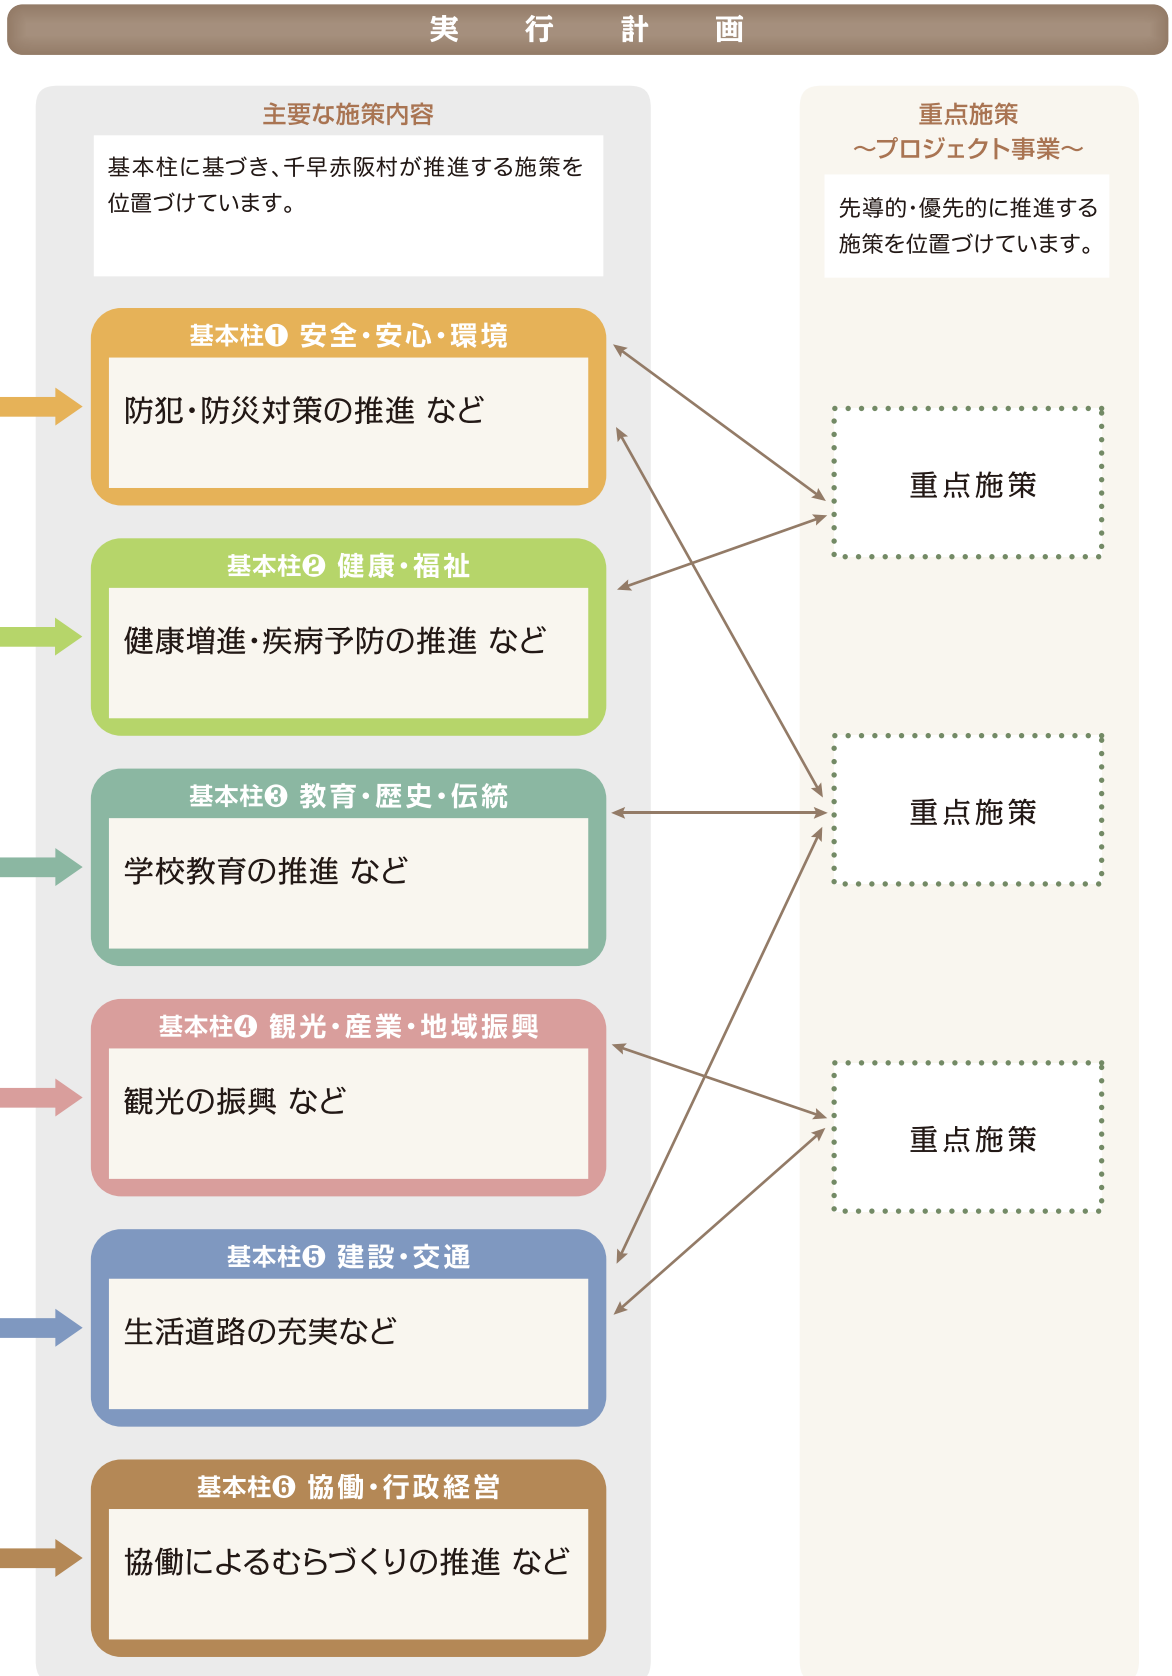 実行計画
主要な施策内容
基本柱に基づき、千早赤阪村が推進する施策を
位置づけています。
重点施策
～プロジェクト事業～
先導的・優先的に推進する
施策を位置づけています。
基本柱❶ 安全・安心・環境
防犯・防災対策の推進 など
基本柱❷ 健康・福祉
健康増進・疾病予防の推進 など
基本柱❸ 教育・歴史・伝統
学校教育の推進 など
基本柱❹ 観光・産業・地域振興
観光の振興 など
基本柱❺ 建設・交通
生活道路の充実など
基本柱❻ 協働・行政経営
協働によるむらづくりの推進 など
重点施策
重点施策
重点施策